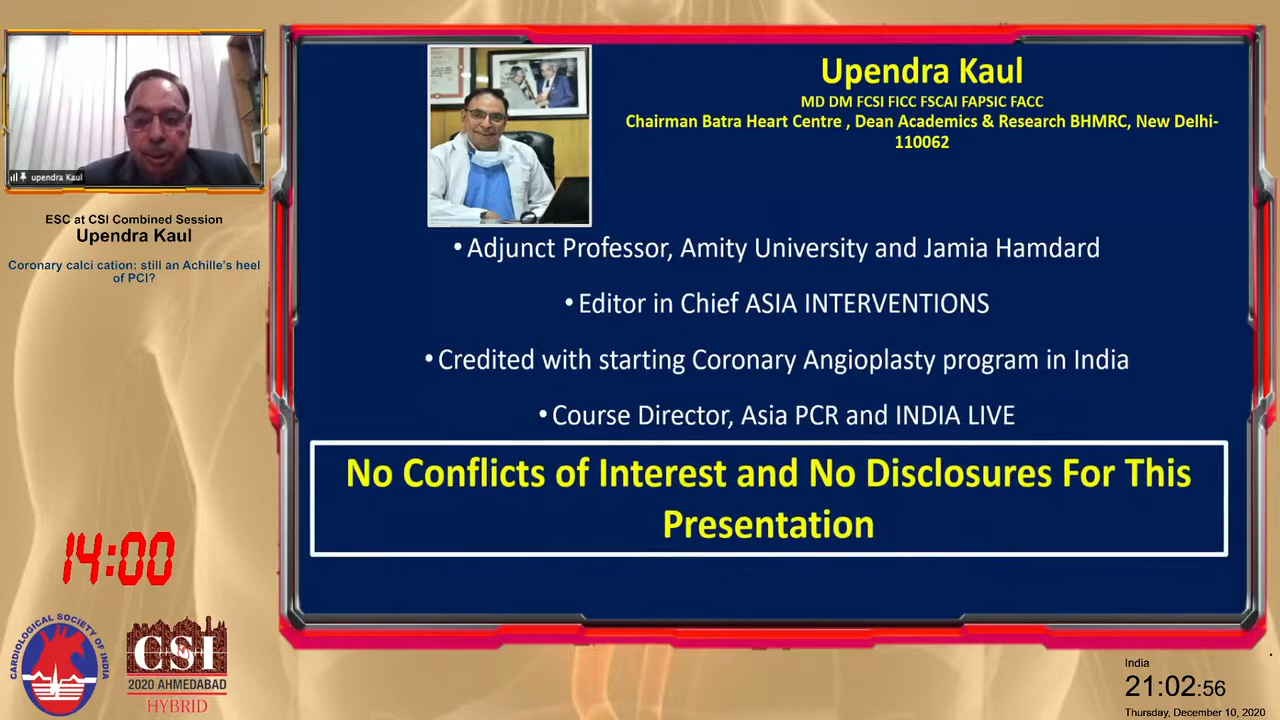 upendra Kaul
ESC at CSI Combined Session
Upendra Kaul
Coronary calci cation: still an Achille's heel
of PCI?
14:00
CARDIOLOGICAL SOCIETY OF INDIA
CSI
2020 AHMEDABAD
HYBRID
Upendra Kaul
MD DM FCSI FICC FSCAI FAPSIC FACC
Chairman Batra Heart Centre , Dean Academics & Research BHMRC, New Delhi-
110062
• Adjunct Professor, Amity University and Jamia Hamdard
• Editor in Chief ASIA INTERVENTIONS
• Credited with starting Coronary Angioplasty program in India
• Course Director, Asia PCR and INDIA LIVE
No Conflicts of Interest and No Disclosures For This
Presentation
India
21:02:56
Thursday, December 10, 2020